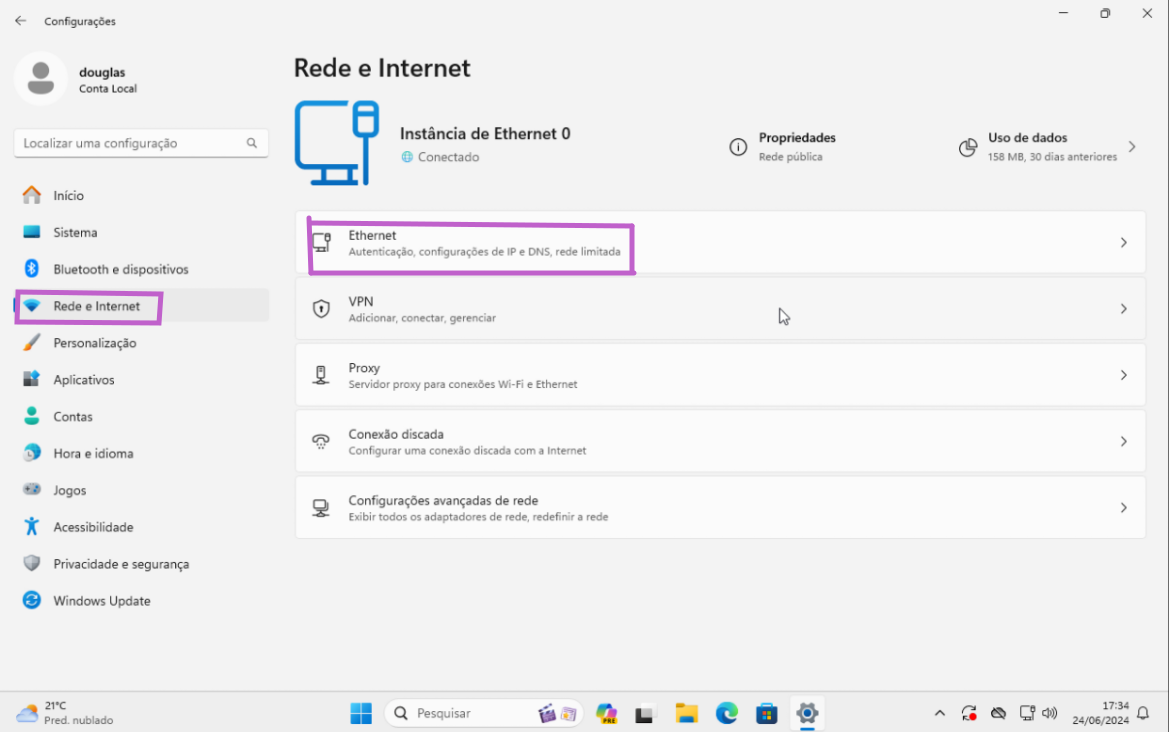 Configurações
douglas
Conta Local
Localizar uma configuração
Início
Sistema
Bluetooth e dispositivos
Rede e Internet
Personalização
Aplicativos
Contas
Hora e idioma
Jogos
Acessibilidade
Privacidade e segurança
Windows Update
Rede e Internet
Instância de Ethernet 0
Conectado
Propriedades
Rede pública
Uso de dados
158 MB, 30 dias anteriores
Ethernet
Autenticação, configurações de IP e DNS, rede limitada
VPN
Adicionar, conectar, gerenciar
Proxy
Servidor proxy para conexões Wi-Fi e Ethernet
Conexão discada
Configurar uma conexão discada com a Internet
Configurações avançadas de rede
Exibir todos os adaptadores de rede, redefinir a rede
21°C
Pred. nublado
Pesquisar
PRE
17:34
24/06/2024